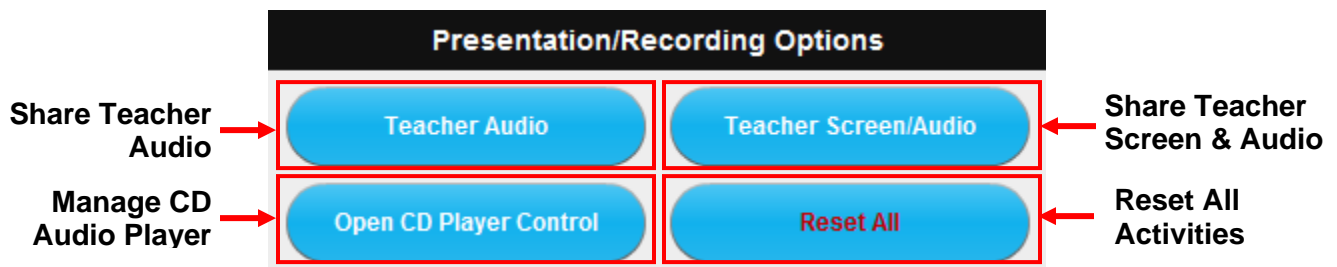 Presentation/Recording Options
Share Teacher
Audio
Teacher Audio
Teacher Screen/Audio
Share Teacher
Screen & Audio
Manage CD
Audio Player
Open CD Player Control
Reset All
Reset All
Activities